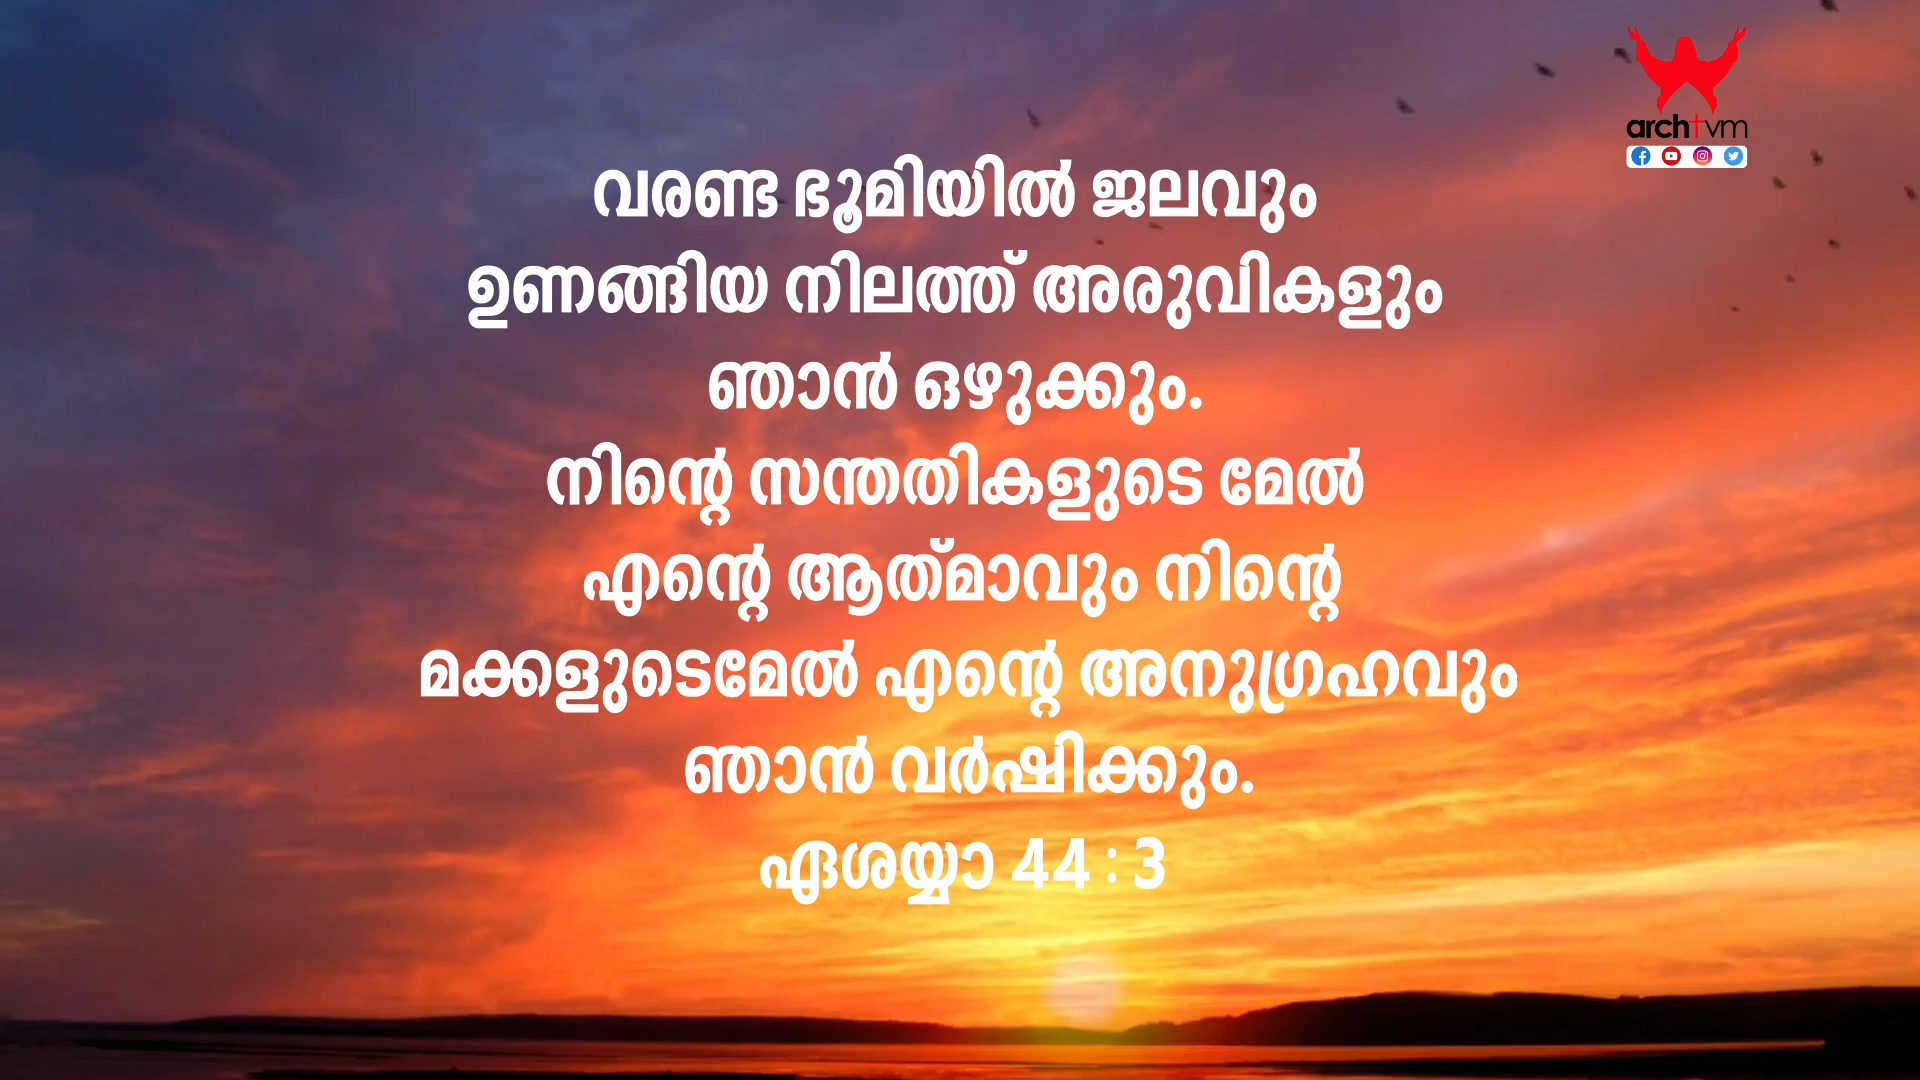 archtvm
വരണ്ട ഭൂമിയിൽ ജലവും
ഉണങ്ങിയ നിലത്ത് അരുവികളും
ഞാൻ ഒഴുക്കും.
നിന്റെ സന്തതികളുടെ മേൽ
എന്റെ ആത്‌മാവും നിന്റെ
മക്കളുടെമേൽ എന്റെ അനുഗ്രഹവും
ഞാൻ വർഷിക്കും.
ഏശയ്യാ 44 : 3